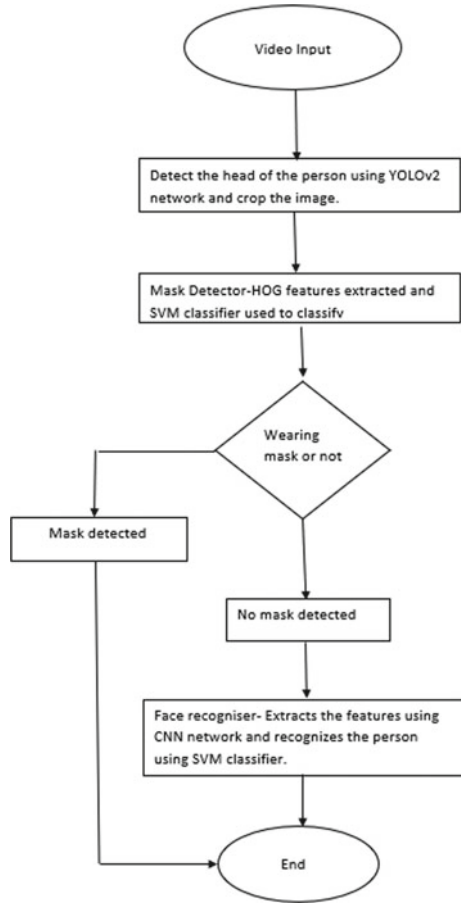 Video Input
Detect the head of the person using YOLOv2
network and crop the image.
Mask Detector-HOG features extracted and
SVM classifier used to classify
Wearing
mask or not
Mask detected
No mask detected
Face recogniser- Extracts the features using
CNN network and recognizes the person
using SVM classifier.
End